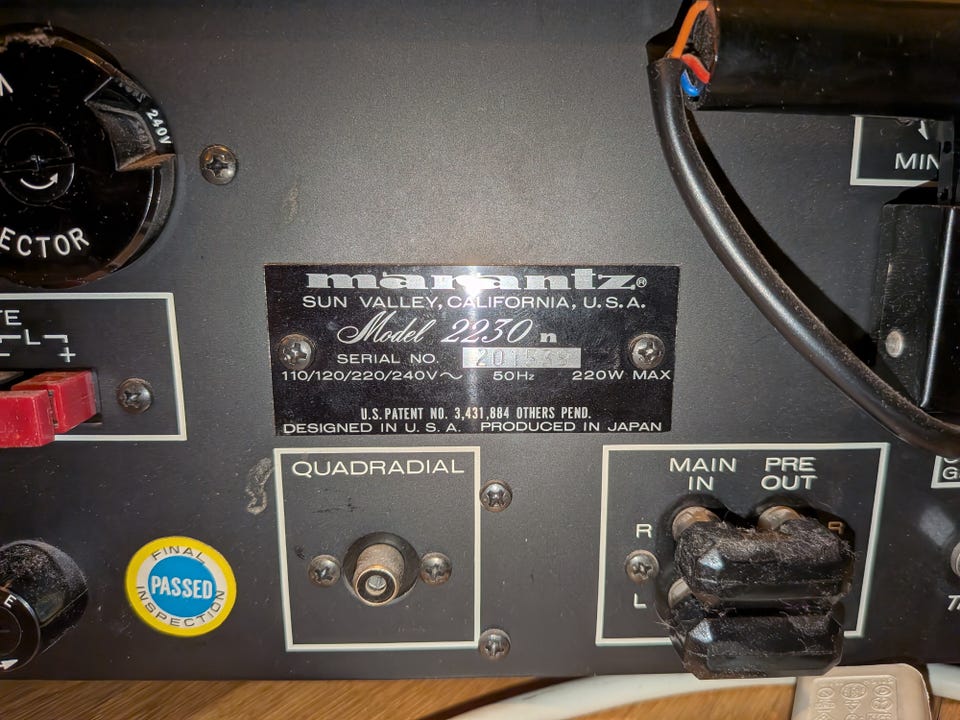 240V
marantz®
SUN VALLEY, CALIFORNIA, U.S.A.
Model 2230 n
SERIAL NO.
110/120/220/240V~ 50Hz 220W MAX
U.S. PATENT NO. 3,431,884 OTHERS PEND.
DESIGNED IN U.S.A. PRODUCED IN JAPAN
ECTOR
MIN
TE
L
- +
QUADRADIAL
MAIN IN
PRE OUT
R
R
L
FINAL
PASSED
INSPECTION